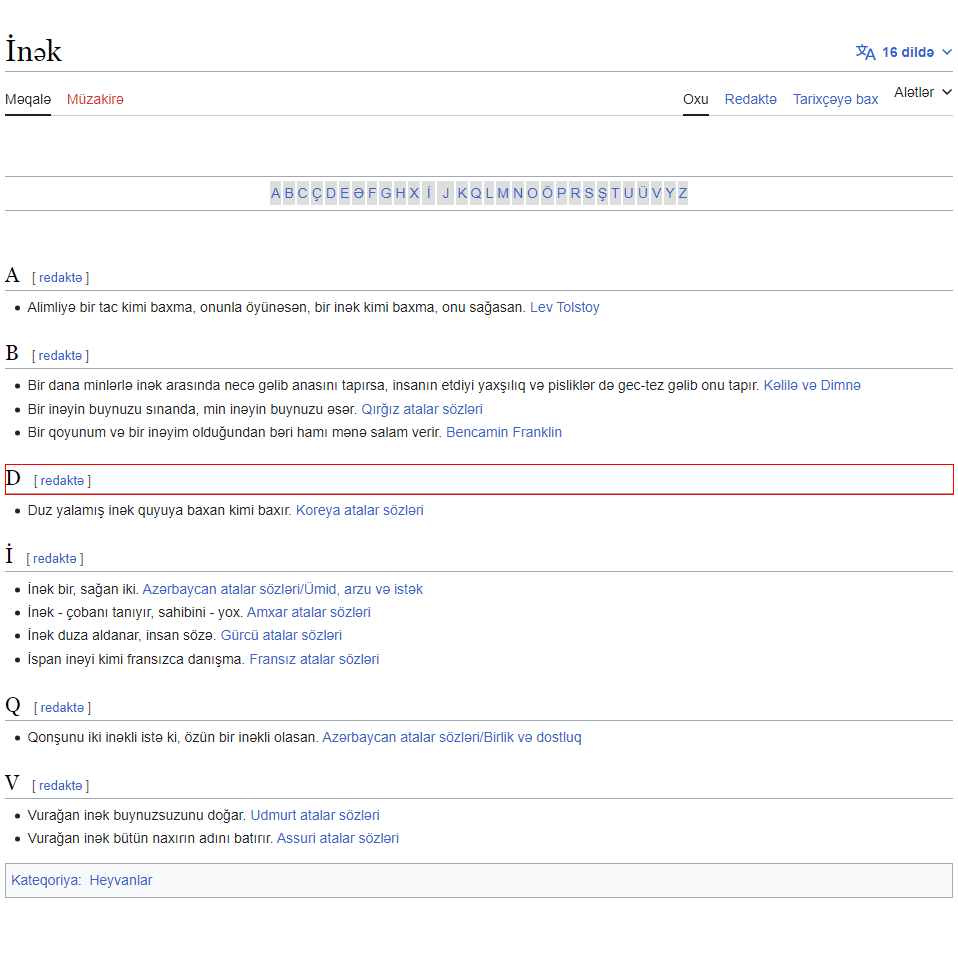 İnək
16 dildə
Məqalə Müzakirə Oxu Redaktə Tarixçəyə bax Alətlər
A B C Ç D E Ə F G H X İ J K Q L M N O Ö P R S Ş T U Ü V Y Z
A [ redaktə ]
Alimliyə bir tac kimi baxma, onunla öyünəsən, bir inək kimi baxma, onu sağasan. Lev Tolstoy
B [ redaktə ]
Bir dana minlərlə inək arasında necə gəlib anasını tapırsa, insanın etdiyi yaxşılıq və pisliklər də gec-tez gəlib onu tapır. Kəlilə və Dimnə
Bir inəyin buynuzu sınanda, min inəyin buynuzu əsər. Qırğız atalar sözləri
Bir qoyunum və bir inəyim olduğundan bəri hamı mənə salam verir. Bencamin Franklin
D [ redaktə ]
Duz yalamış inək quyuya baxan kimi baxır. Koreya atalar sözləri
İ [ redaktə ]
İnək bir, sağan iki. Azərbaycan atalar sözləri/Ümid, arzu və istək
İnək - çobanı tanıyır, sahibini - yox. Amxar atalar sözləri
İnək duza aldanar, insan sözə. Gürcü atalar sözləri
İspan inəyi kimi fransızca danışma. Fransız atalar sözləri
Q [ redaktə ]
Qonşunu iki inəkli istə ki, özün bir inəkli olasan. Azərbaycan atalar sözləri/Birlik və dostluq
V [ redaktə ]
Vurağan inək buynuzsuzunu doğar. Udmurt atalar sözləri
Vurağan inək bütün naxırın adını batırır. Assuri atalar sözləri
Kateqoriya: Heyvanlar